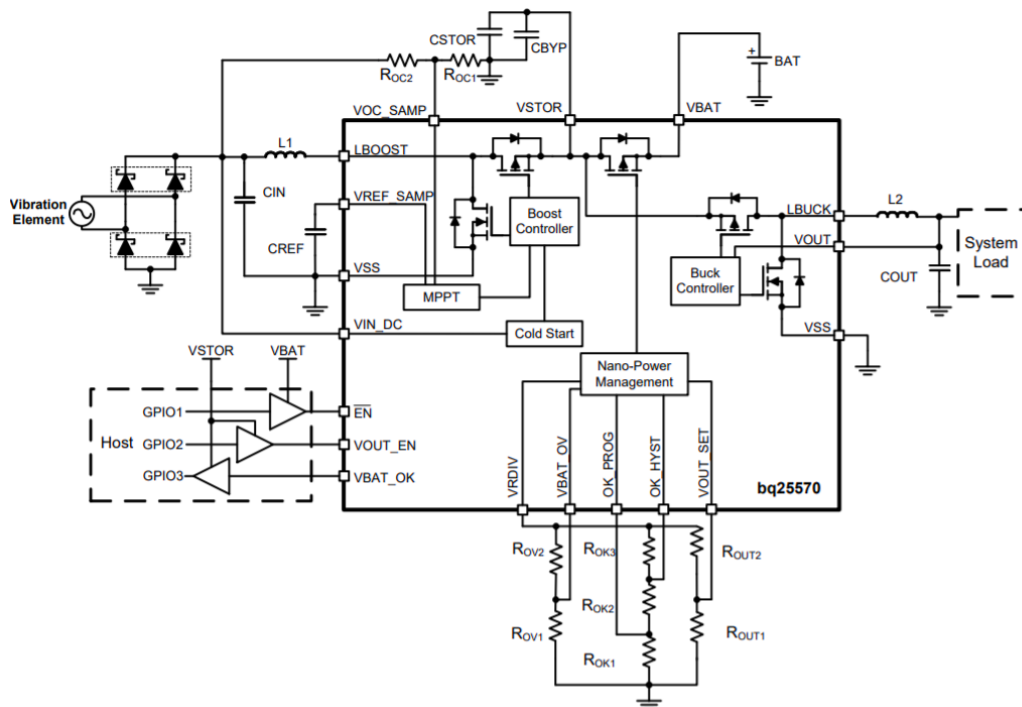 CSTOR
CBYP
ROC2
ROC1
+
BAT
VOC_SAMP
VSTOR
VBAT
L1
LBOOST
Vibration
Element
CIN
VREF_SAMP
CREF
Boost
Controller
L2
LBUCK
VOUT
System
Load
Buck
Controller
COUT
VSS
MPPT
VIN_DC
Cold Start
VSS
VSTOR
VBAT
Nano-Power
Management
GPIO1
EN
Host
GPIO2
VOUT_EN
GPIO3
VBAT_OK
VRDIV
VBAT_OV
OK_PROG
OK_HYST
VOUT_SET
bq25570
ROV2
ROK3
ROUT2
ROK2
ROV1
ROUT1
ROK1